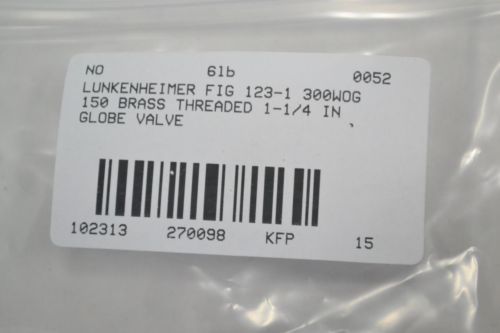 NO 6lb 0052
LUNKENHEIMER FIG 123-1 300WOG
150 BRASS THREADED 1-1/4 IN
GLOBE VALVE
102313 270098 KFP 15